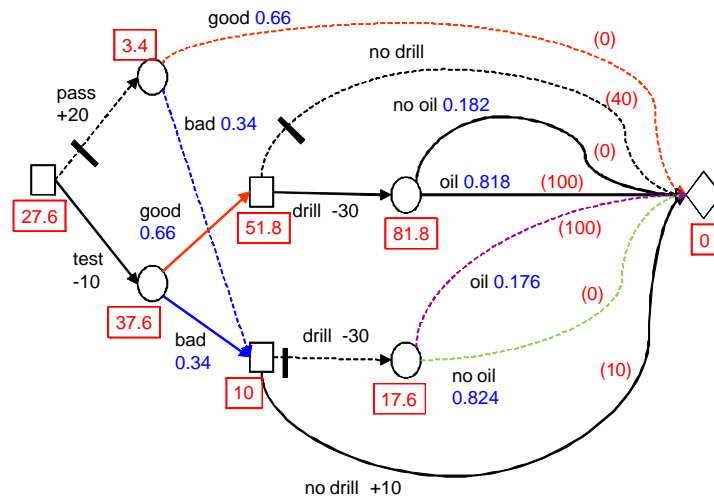 good 0.66
3.4
(0)
no drill
pass
+20
(40)
no oil 0.182
bad 0.34
(0)
oil 0.818
(100)
27.6
good
0.66
51.8
drill -30
81.8
(100)
0
test
-10
oil 0.176
(0)
37.6
bad
0.34
drill -30
10
17.6
no oil
0.824
(10)
no drill +10